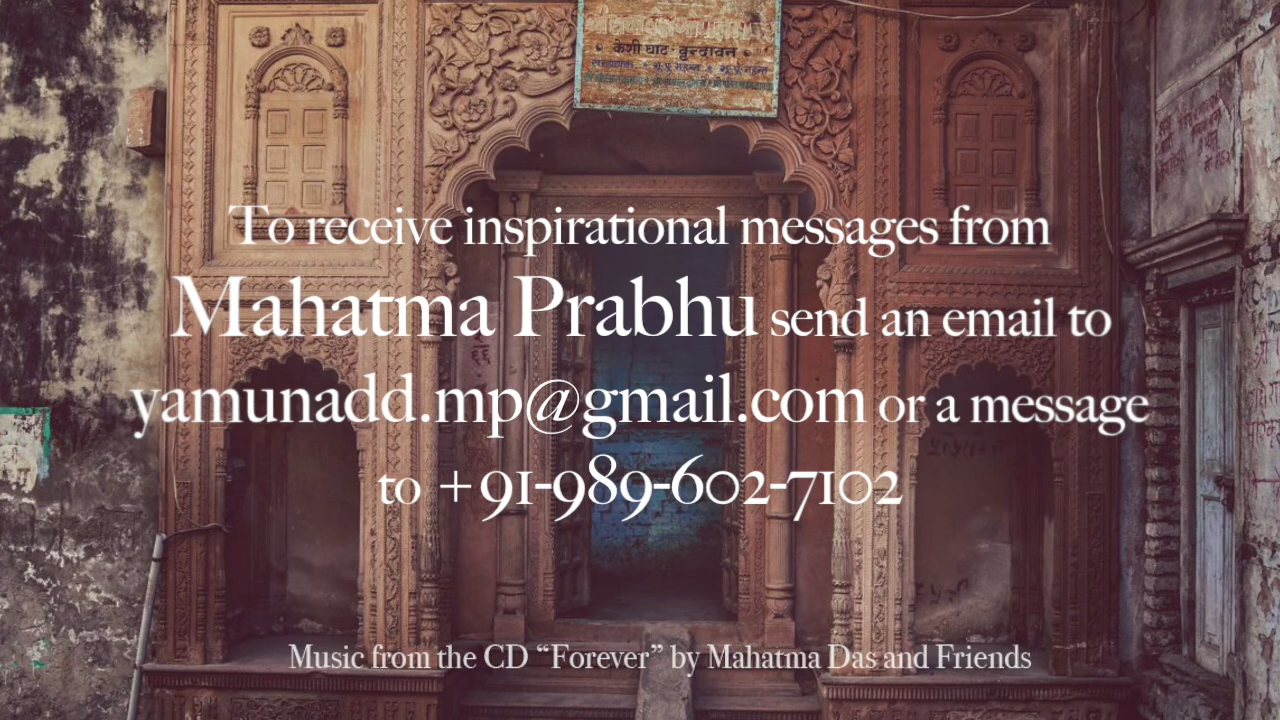 केशी घाट वृन्दावन
To receive inspirational messages from
Mahatma Prabhu send an email to
yamunadd.mp@gmail.com or a message
to +91-989-602-7102
Music from the CD “Forever” by Mahatma Das and Friends